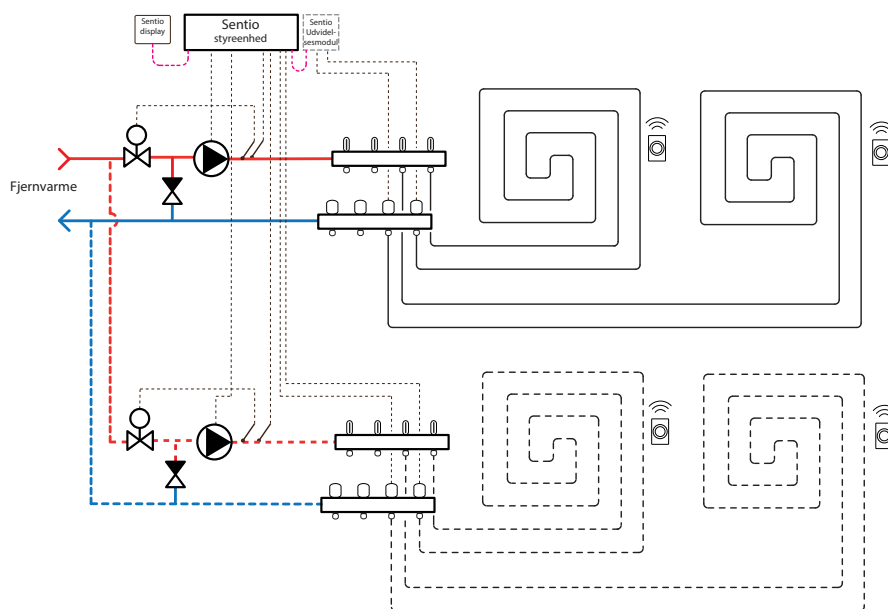 Sentio
display
Sentio
styreenhed
Sentio
Udvidel-
sesmodul
Fjernvarme